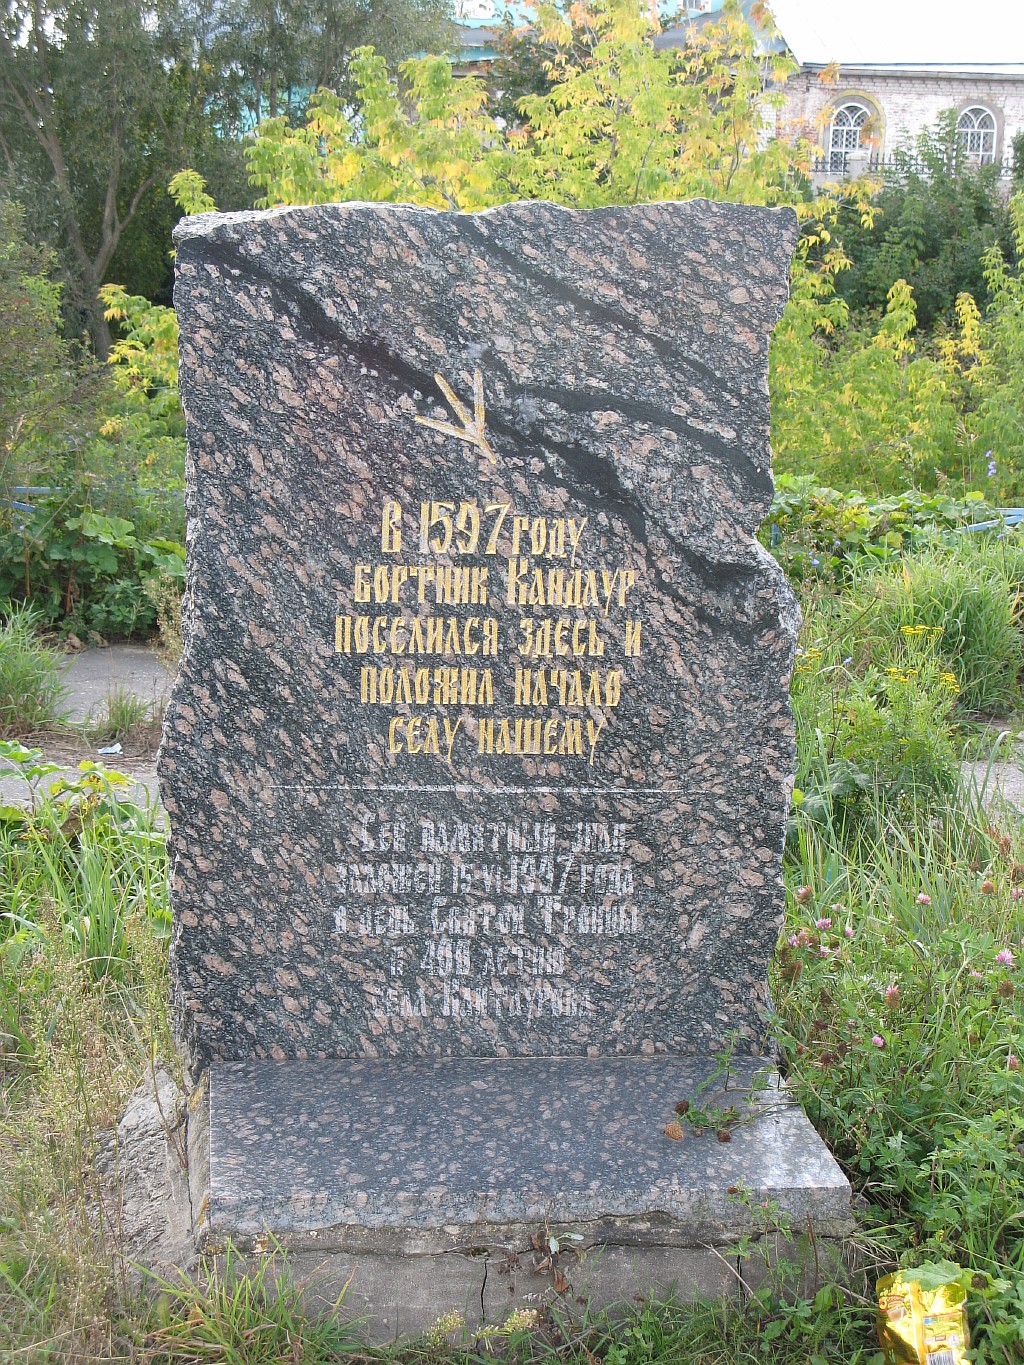 В 1597 году
бортник Кандаур
поселился здесь и
положил начало
селу нашему
Сей памятный знак
заложен 15·VI·1997 года
в день Святой Троицы
к 400 летию
села Кантаурова